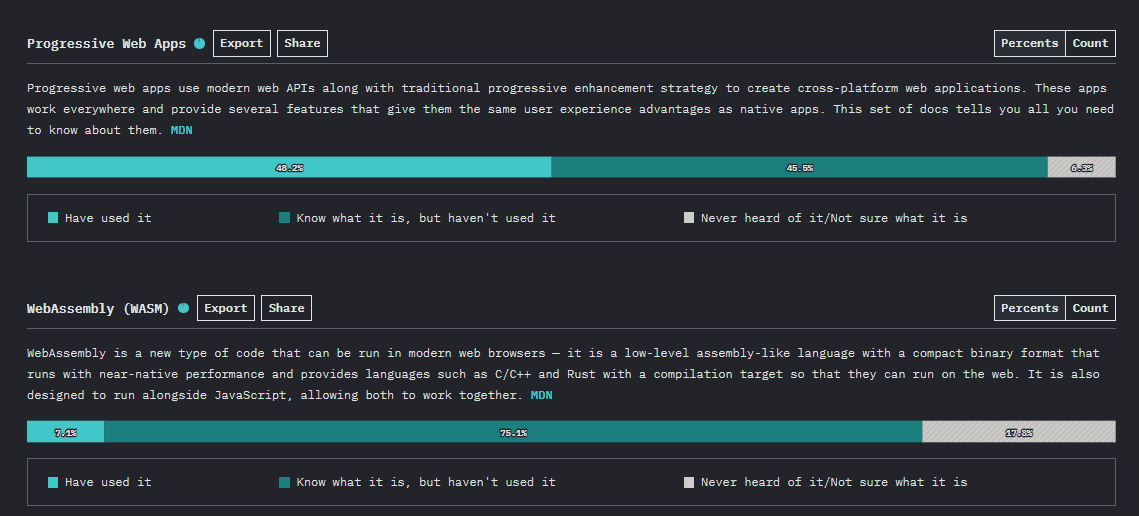 Progressive Web Apps Export Share Percents Count
Progressive web apps use modern web APIs along with traditional progressive enhancement strategy to create cross-platform web applications. These apps
work everywhere and provide several features that give them the same user experience advantages as native apps. This set of docs tells you all you need
to know about them. MDN
48.2% 45.5% 6.3%
Have used it Know what it is, but haven't used it Never heard of it/Not sure what it is
WebAssembly (WASM) Export Share Percents Count
WebAssembly is a new type of code that can be run in modern web browsers — it is a low-level assembly-like language with a compact binary format that
runs with near-native performance and provides languages such as C/C++ and Rust with a compilation target so that they can run on the web. It is also
designed to run alongside JavaScript, allowing both to work together. MDN
7.1% 75.1% 17.8%
Have used it Know what it is, but haven't used it Never heard of it/Not sure what it is